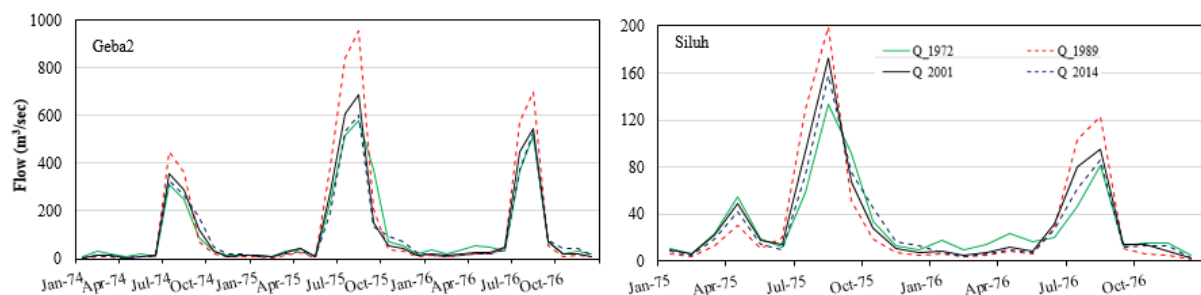 1000
800
600
400
200
0
Flow (m³/sec)
Geba2
Jan-74
Apr-74
Jul-74
Oct-74
Jan-75
Apr-75
Jul-75
Oct-75
Jan-76
Apr-76
Jul-76
Oct-76
200
160
120
80
40
0
Siluh
Q_1972
Q_1989
Q_2001
Q_2014
Jan-75
Apr-75
Jul-75
Oct-75
Jan-76
Apr-76
Jul-76
Oct-76